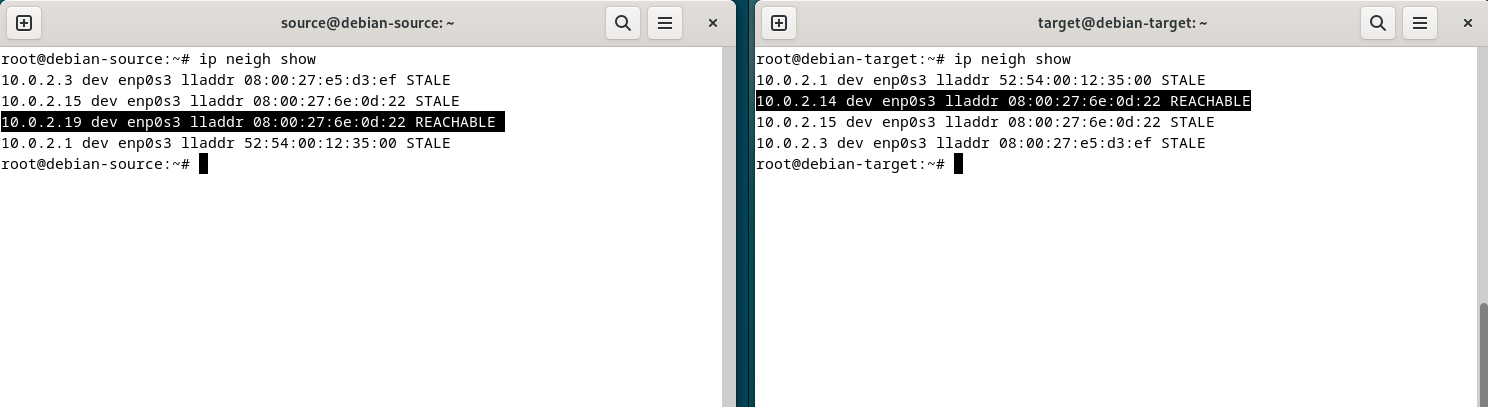 source@debian-source: ~
root@debian-source:~# ip neigh show
10.0.2.3 dev enp0s3 lladdr 08:00:27:e5:d3:ef STALE
10.0.2.15 dev enp0s3 lladdr 08:00:27:6e:0d:22 STALE
10.0.2.19 dev enp0s3 lladdr 08:00:27:6e:0d:22 REACHABLE
10.0.2.1 dev enp0s3 lladdr 52:54:00:12:35:00 STALE
root@debian-source:~#
target@debian-target: ~
root@debian-target:~# ip neigh show
10.0.2.1 dev enp0s3 lladdr 52:54:00:12:35:00 STALE
10.0.2.14 dev enp0s3 lladdr 08:00:27:6e:0d:22 REACHABLE
10.0.2.15 dev enp0s3 lladdr 08:00:27:6e:0d:22 STALE
10.0.2.3 dev enp0s3 lladdr 08:00:27:e5:d3:ef STALE
root@debian-target:~#